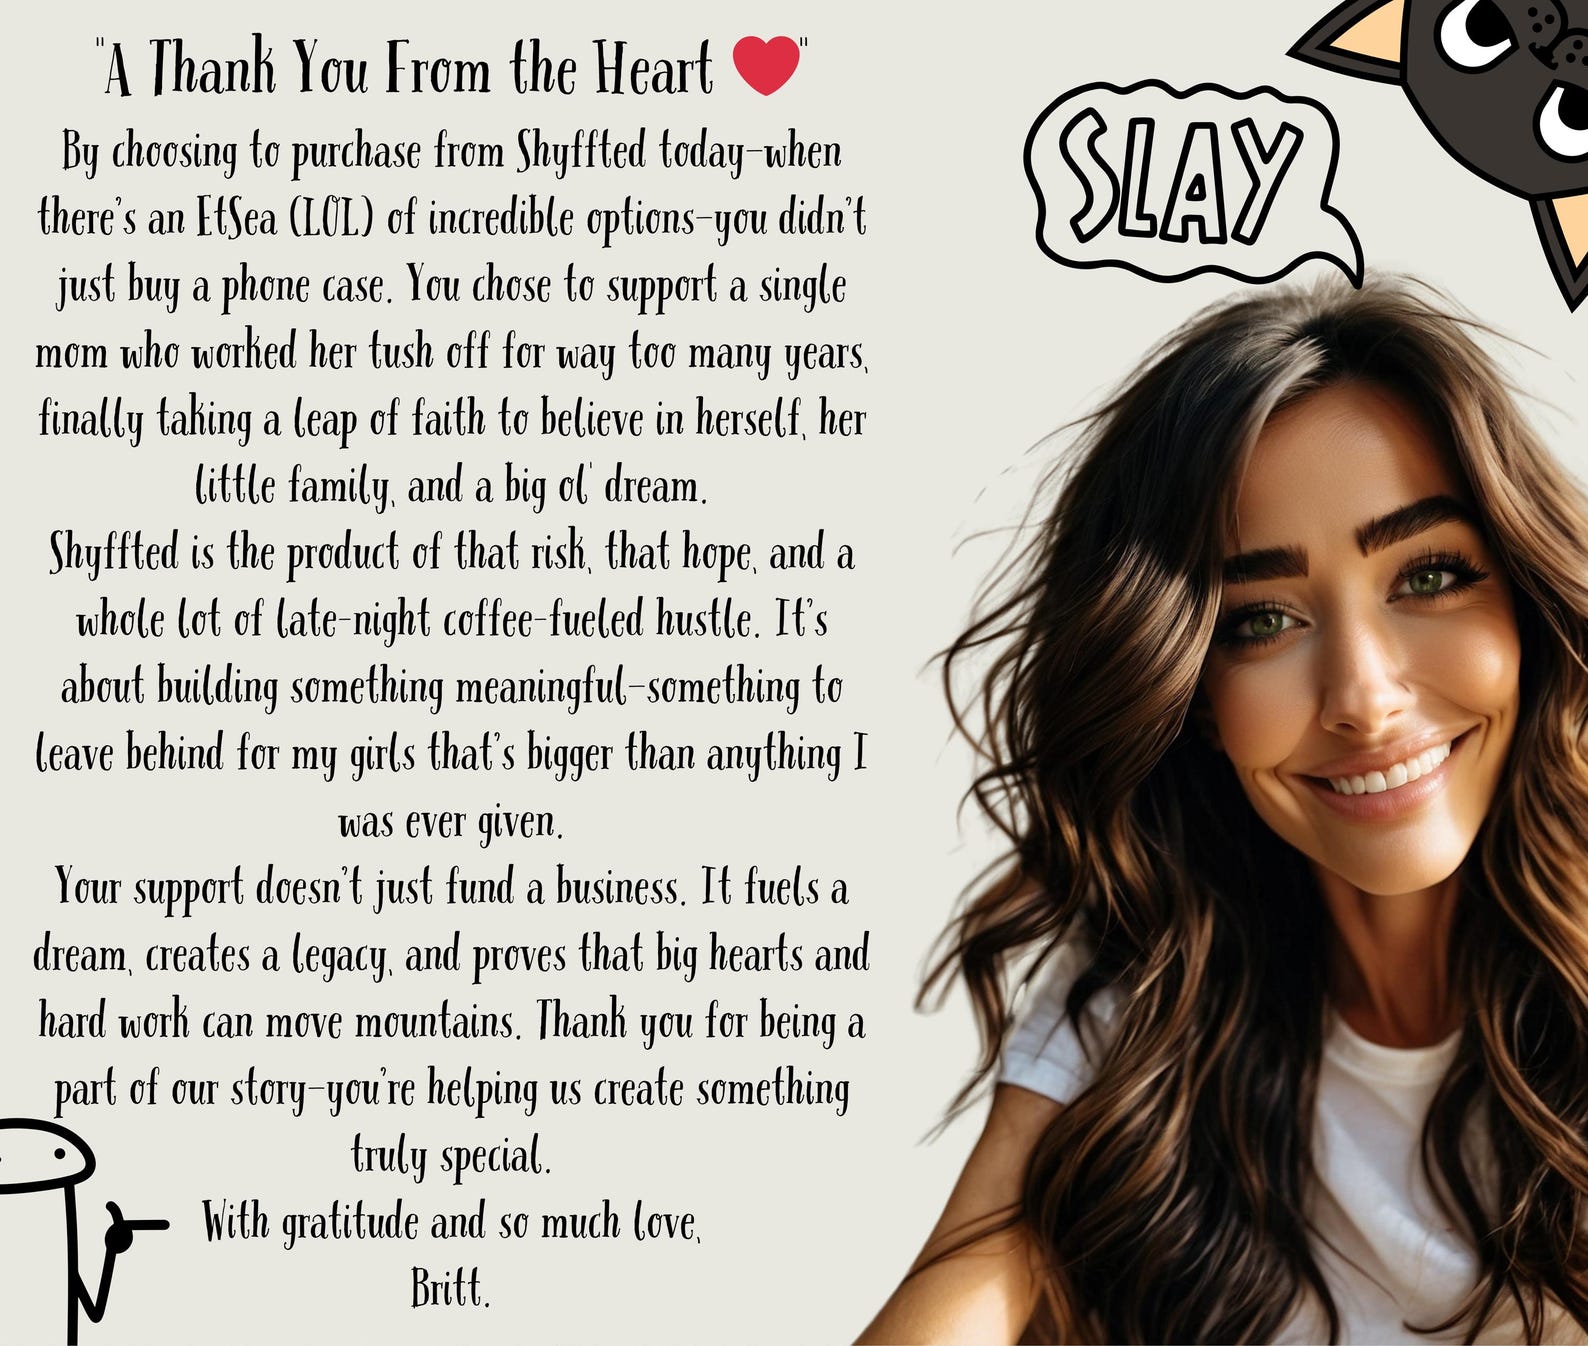 "A Thank You From the Heart ❤️"
By choosing to purchase from Shyffted today–when
there's an EtSea (LOL) of incredible options–you didn't
just buy a phone case. You chose to support a single
mom who worked her tush off for way too many years,
finally taking a leap of faith to believe in herself, her
little family, and a big ol' dream.
Shyffted is the product of that risk, that hope, and a
whole lot of late-night coffee-fueled hustle. It's
about building something meaningful–something to
leave behind for my girls that's bigger than anything I
was ever given.
Your support doesn't just fund a business. It fuels a
dream, creates a legacy, and proves that big hearts and
hard work can move mountains. Thank you for being a
part of our story–you're helping us create something
truly special.
With gratitude and so much love,
Britt.
SLAY